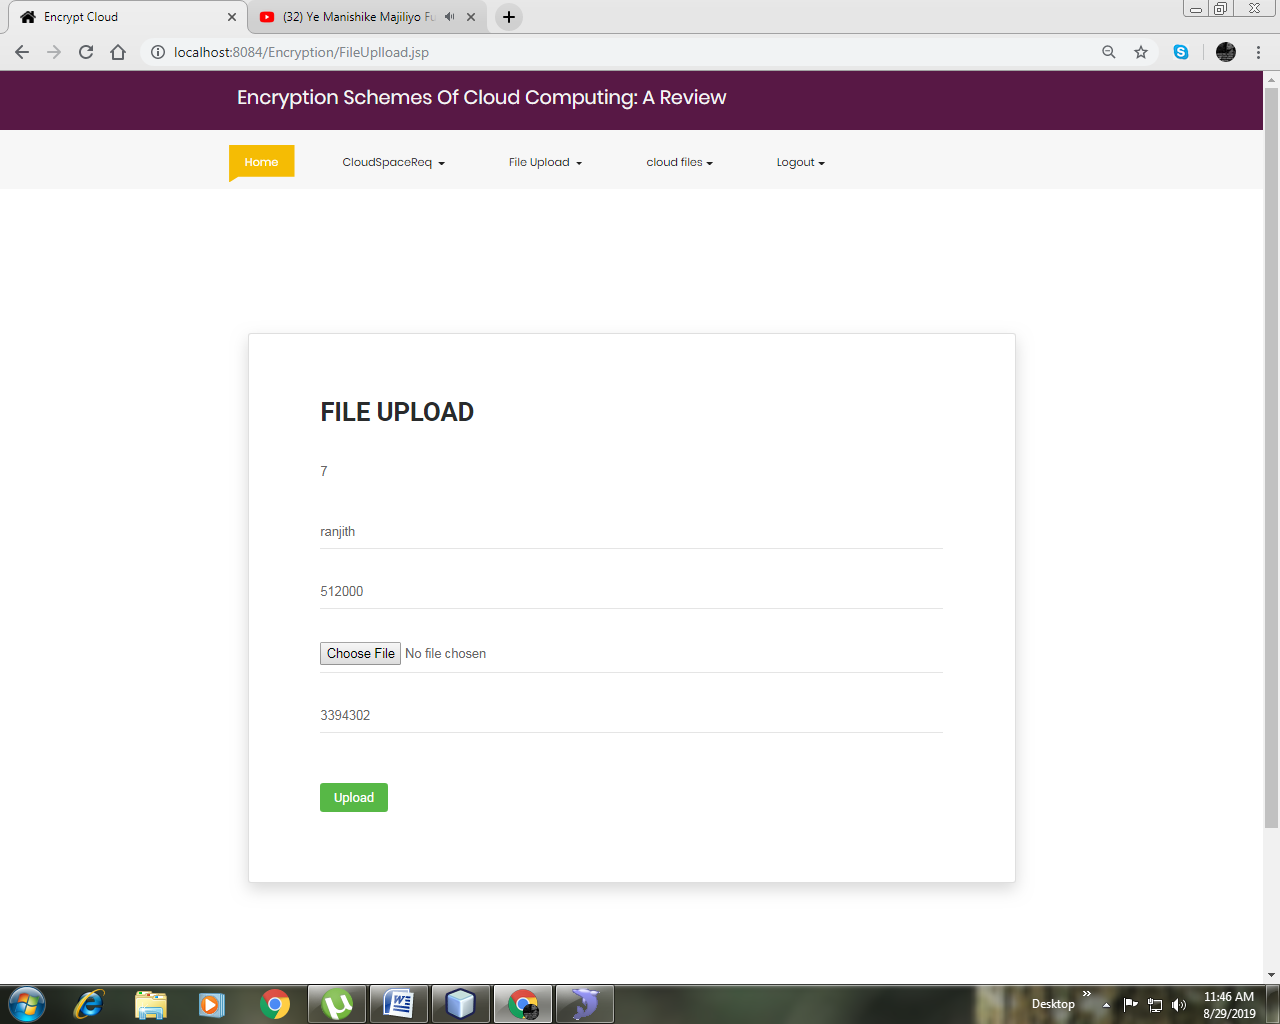 Encrypt Cloud
(32) Ye Manishike Majiliyo Fu
localhost:8084/Encryption/FileUplload.jsp
Encryption Schemes Of Cloud Computing: A Review
Home CloudSpaceReq File Upload cloud files Logout
FILE UPLOAD
7
ranjith
512000
Choose File No file chosen
3394302
Upload
Desktop
11:46 AM
8/29/2019